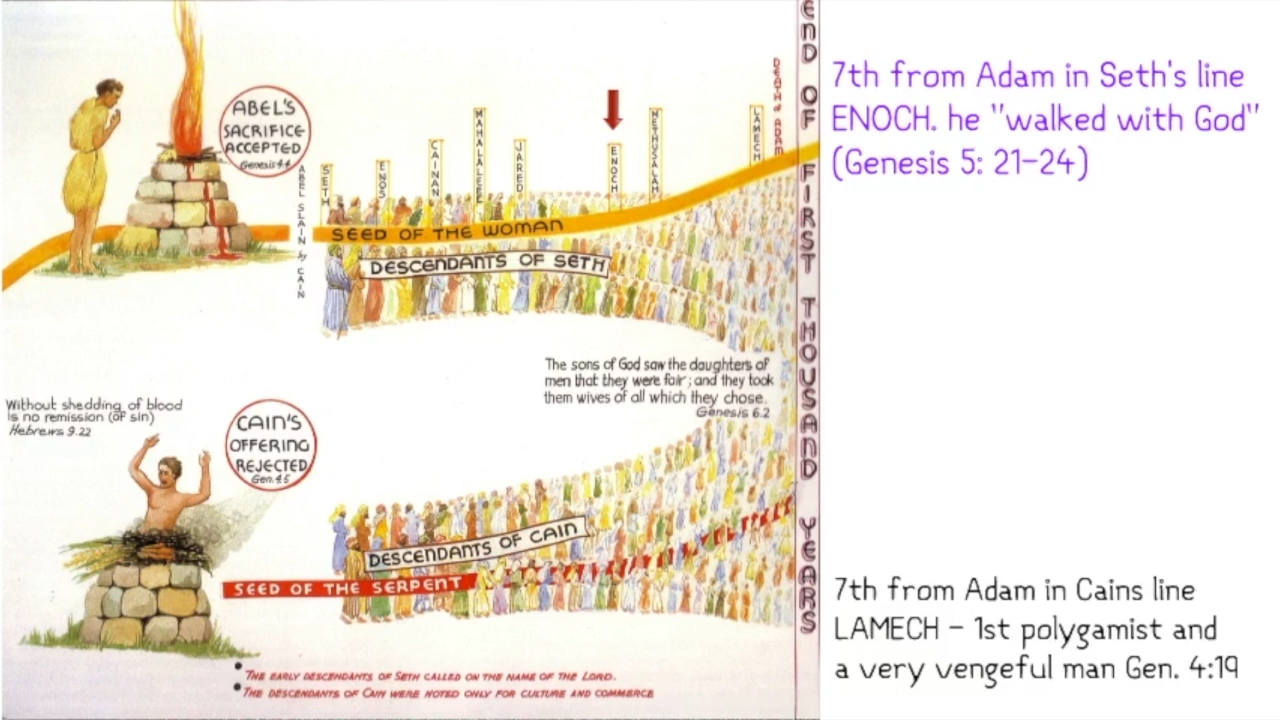 ABEL'S
SACRIFICE
ACCEPTED
Genesis 4.4
ABEL SLAIN by CAIN
SETH
ENOS
CAINAN
MAHALALEEL
JARED
ENOCH
METHUSALAH
LAMECH
DEATH of ADAM
SEED OF THE WOMAN
DESCENDANTS OF SETH
END OF FIRST THOUSAND YEARS
7th from Adam in Seth's line
ENOCH. he "walked with God"
(Genesis 5: 21-24)
The sons of God saw the daughters of
men that they were fair; and they took
them wives of all which they chose.
Genesis 6.2
Without shedding of blood
is no remission (of sin)
Hebrews 9.22
CAIN'S
OFFERING
REJECTED
Gen. 4.5
DESCENDANTS OF CAIN
SEED OF THE SERPENT
7th from Adam in Cains line
LAMECH - 1st polygamist and
a very vengeful man Gen. 4:19
• THE EARLY DESCENDANTS OF SETH CALLED ON THE NAME OF THE LORD.
• THE DESCENDANTS OF CAIN WERE NOTED ONLY FOR CULTURE AND COMMERCE